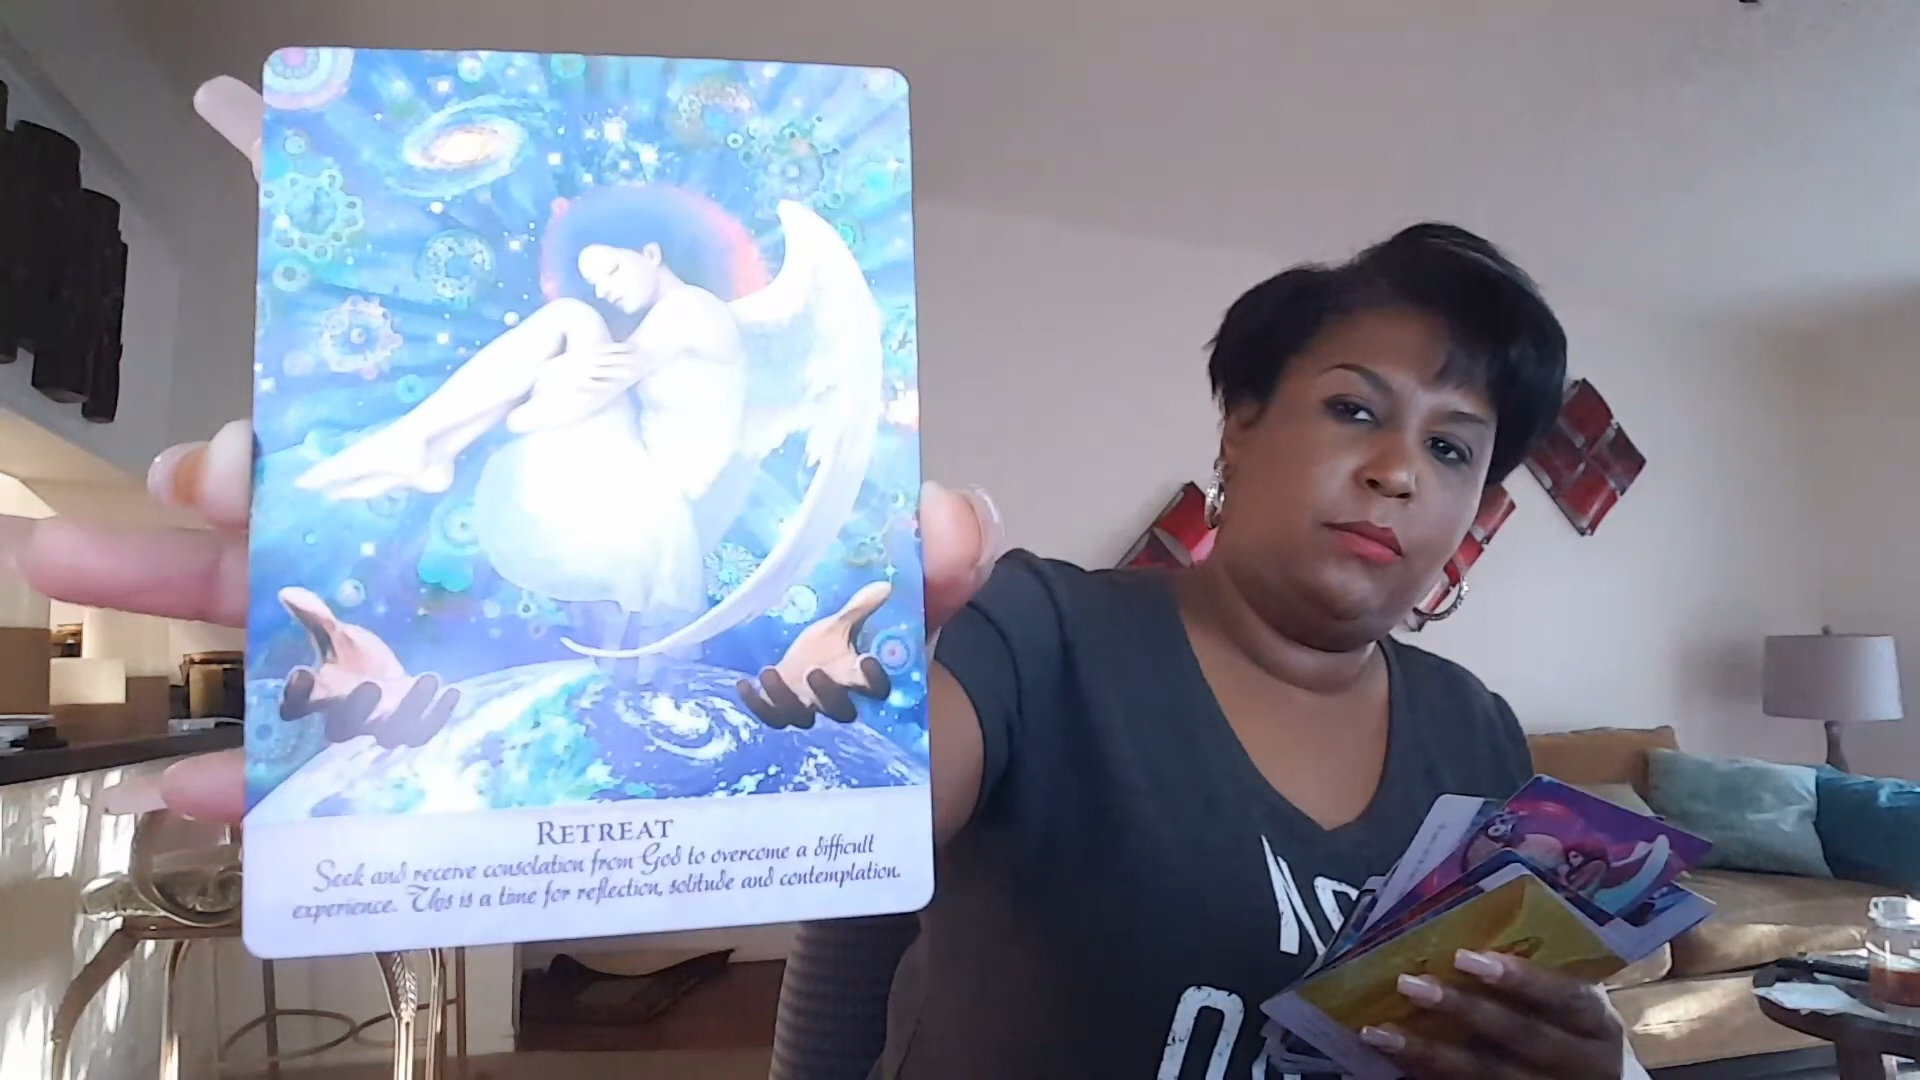 RETREAT
Seek and receive consolation from God to overcome a difficult
experience. This is a time for reflection, solitude and contemplation.